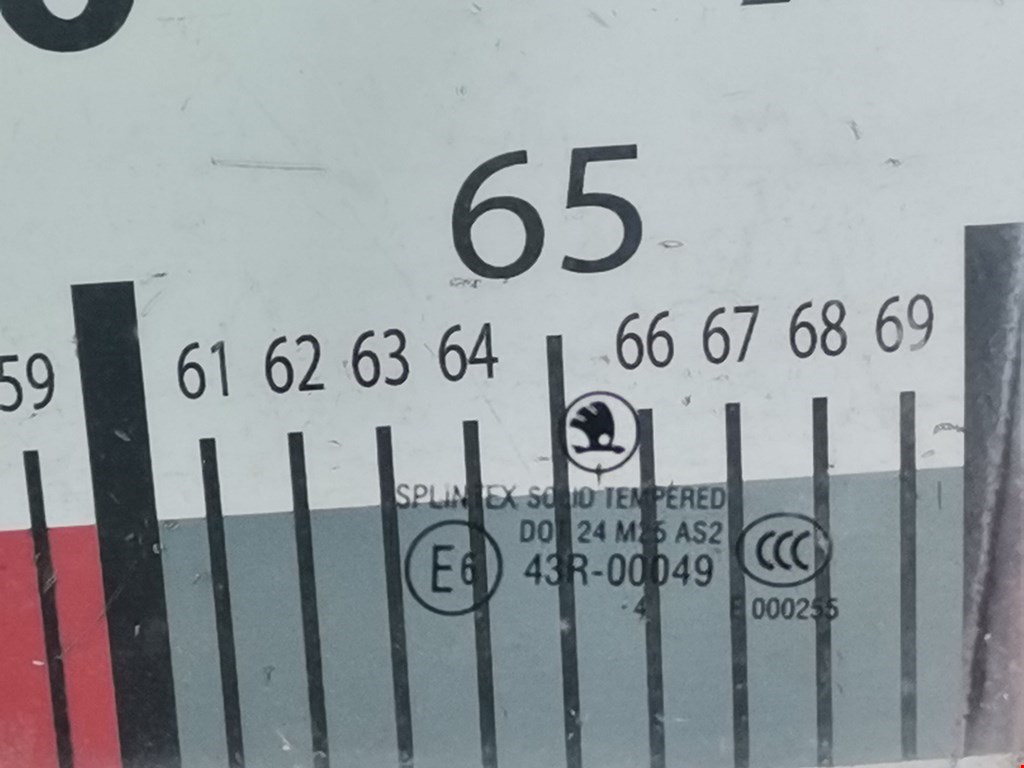 65
59 61 62 63 64 66 67 68 69
SPLINTEX SOLID TEMPERED
DOT 24 M25 AS2
E6 43R-00049 CCC
·4 E 000255